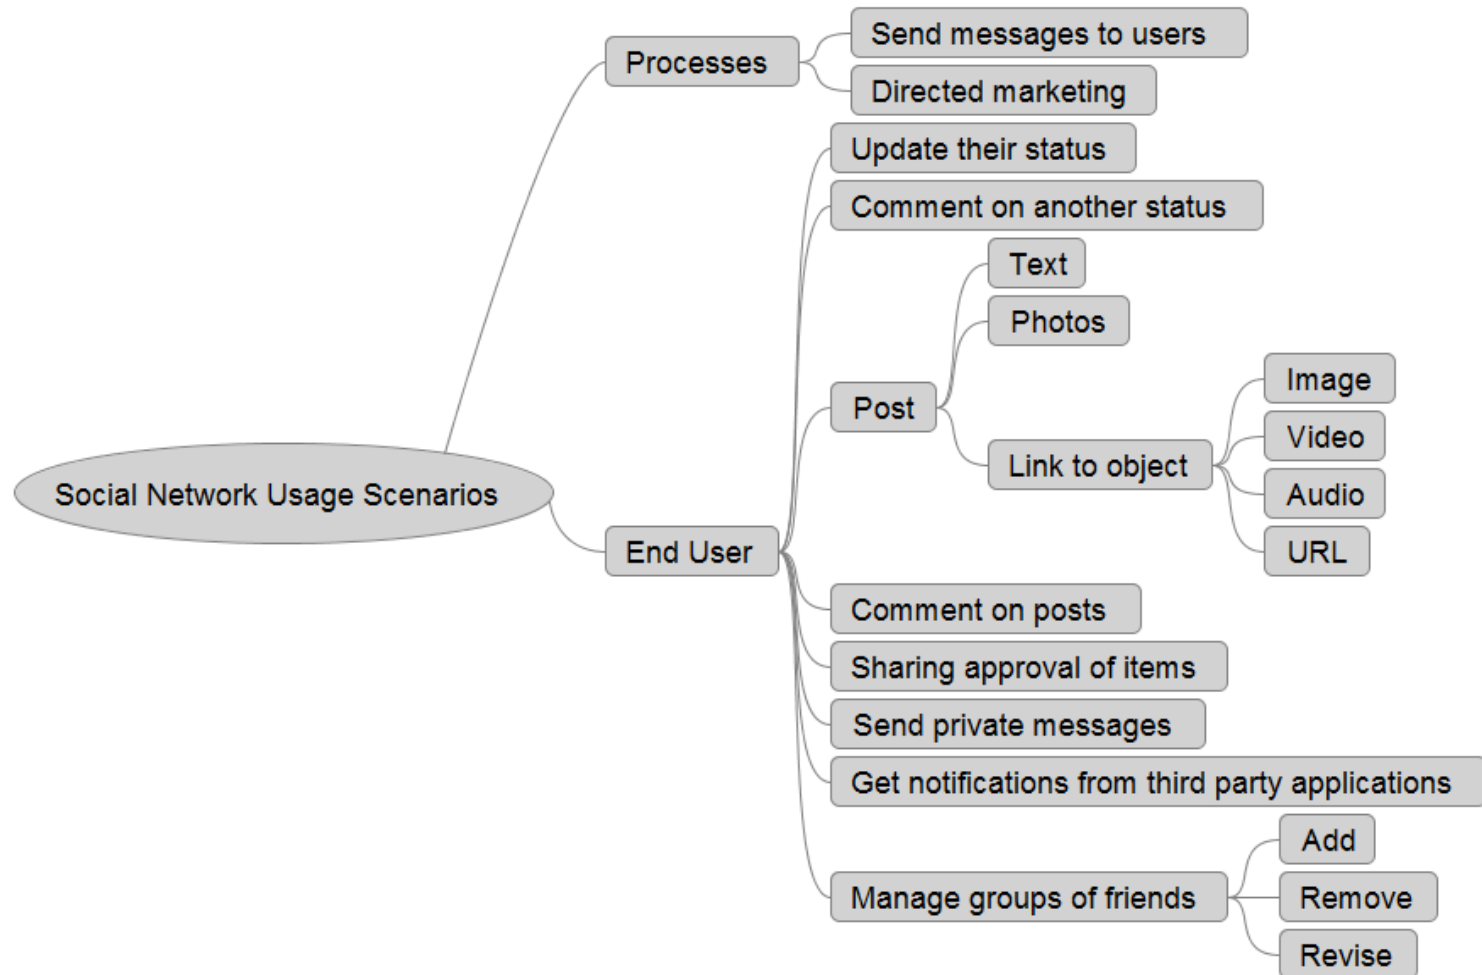 Social Network Usage Scenarios
Processes
Send messages to users
Directed marketing
End User
Update their status
Comment on another status
Post
Text
Photos
Link to object
Image
Video
Audio
URL
Comment on posts
Sharing approval of items
Send private messages
Get notifications from third party applications
Manage groups of friends
Add
Remove
Revise